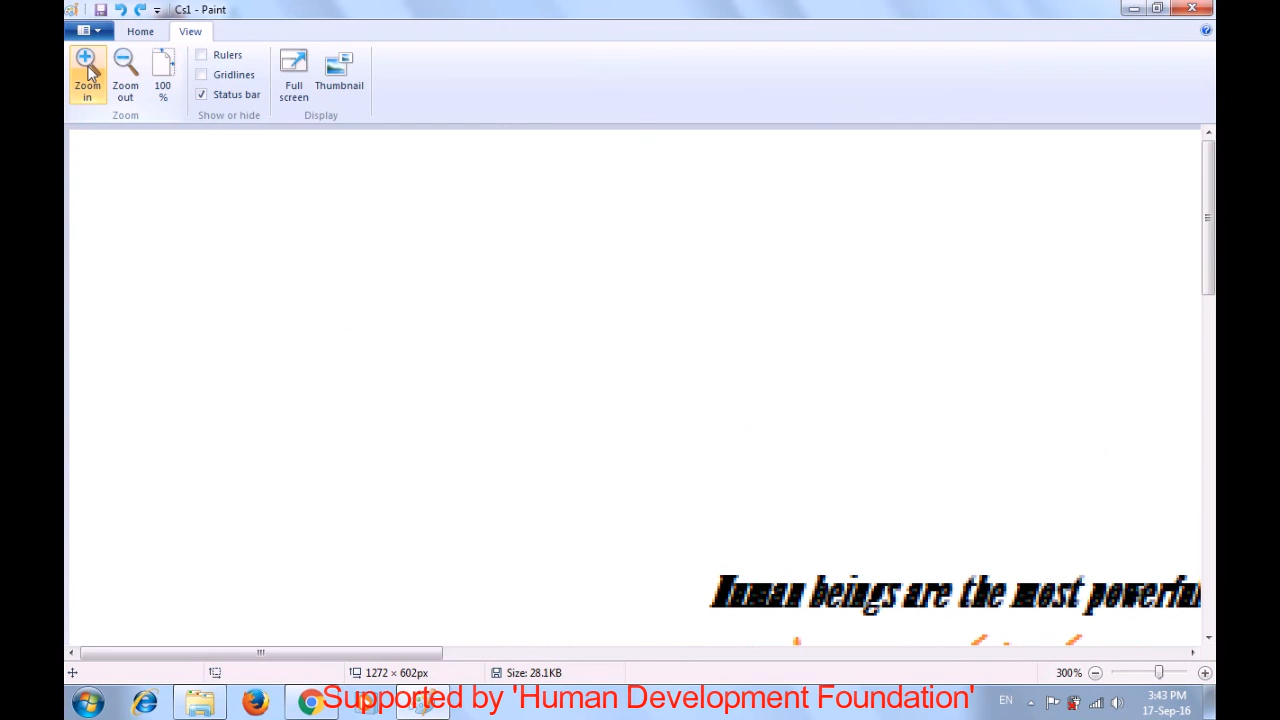 Cs1 - Paint
Home
View
Zoom in
Zoom out
100 %
Rulers
Gridlines
Status bar
Full screen
Thumbnail
Zoom
Show or hide
Display
Human beings are the most powerfu
1272 × 602px
Size: 28.1KB
300%
Supported by 'Human Development Foundation'
EN
3:43 PM
17-Sep-16